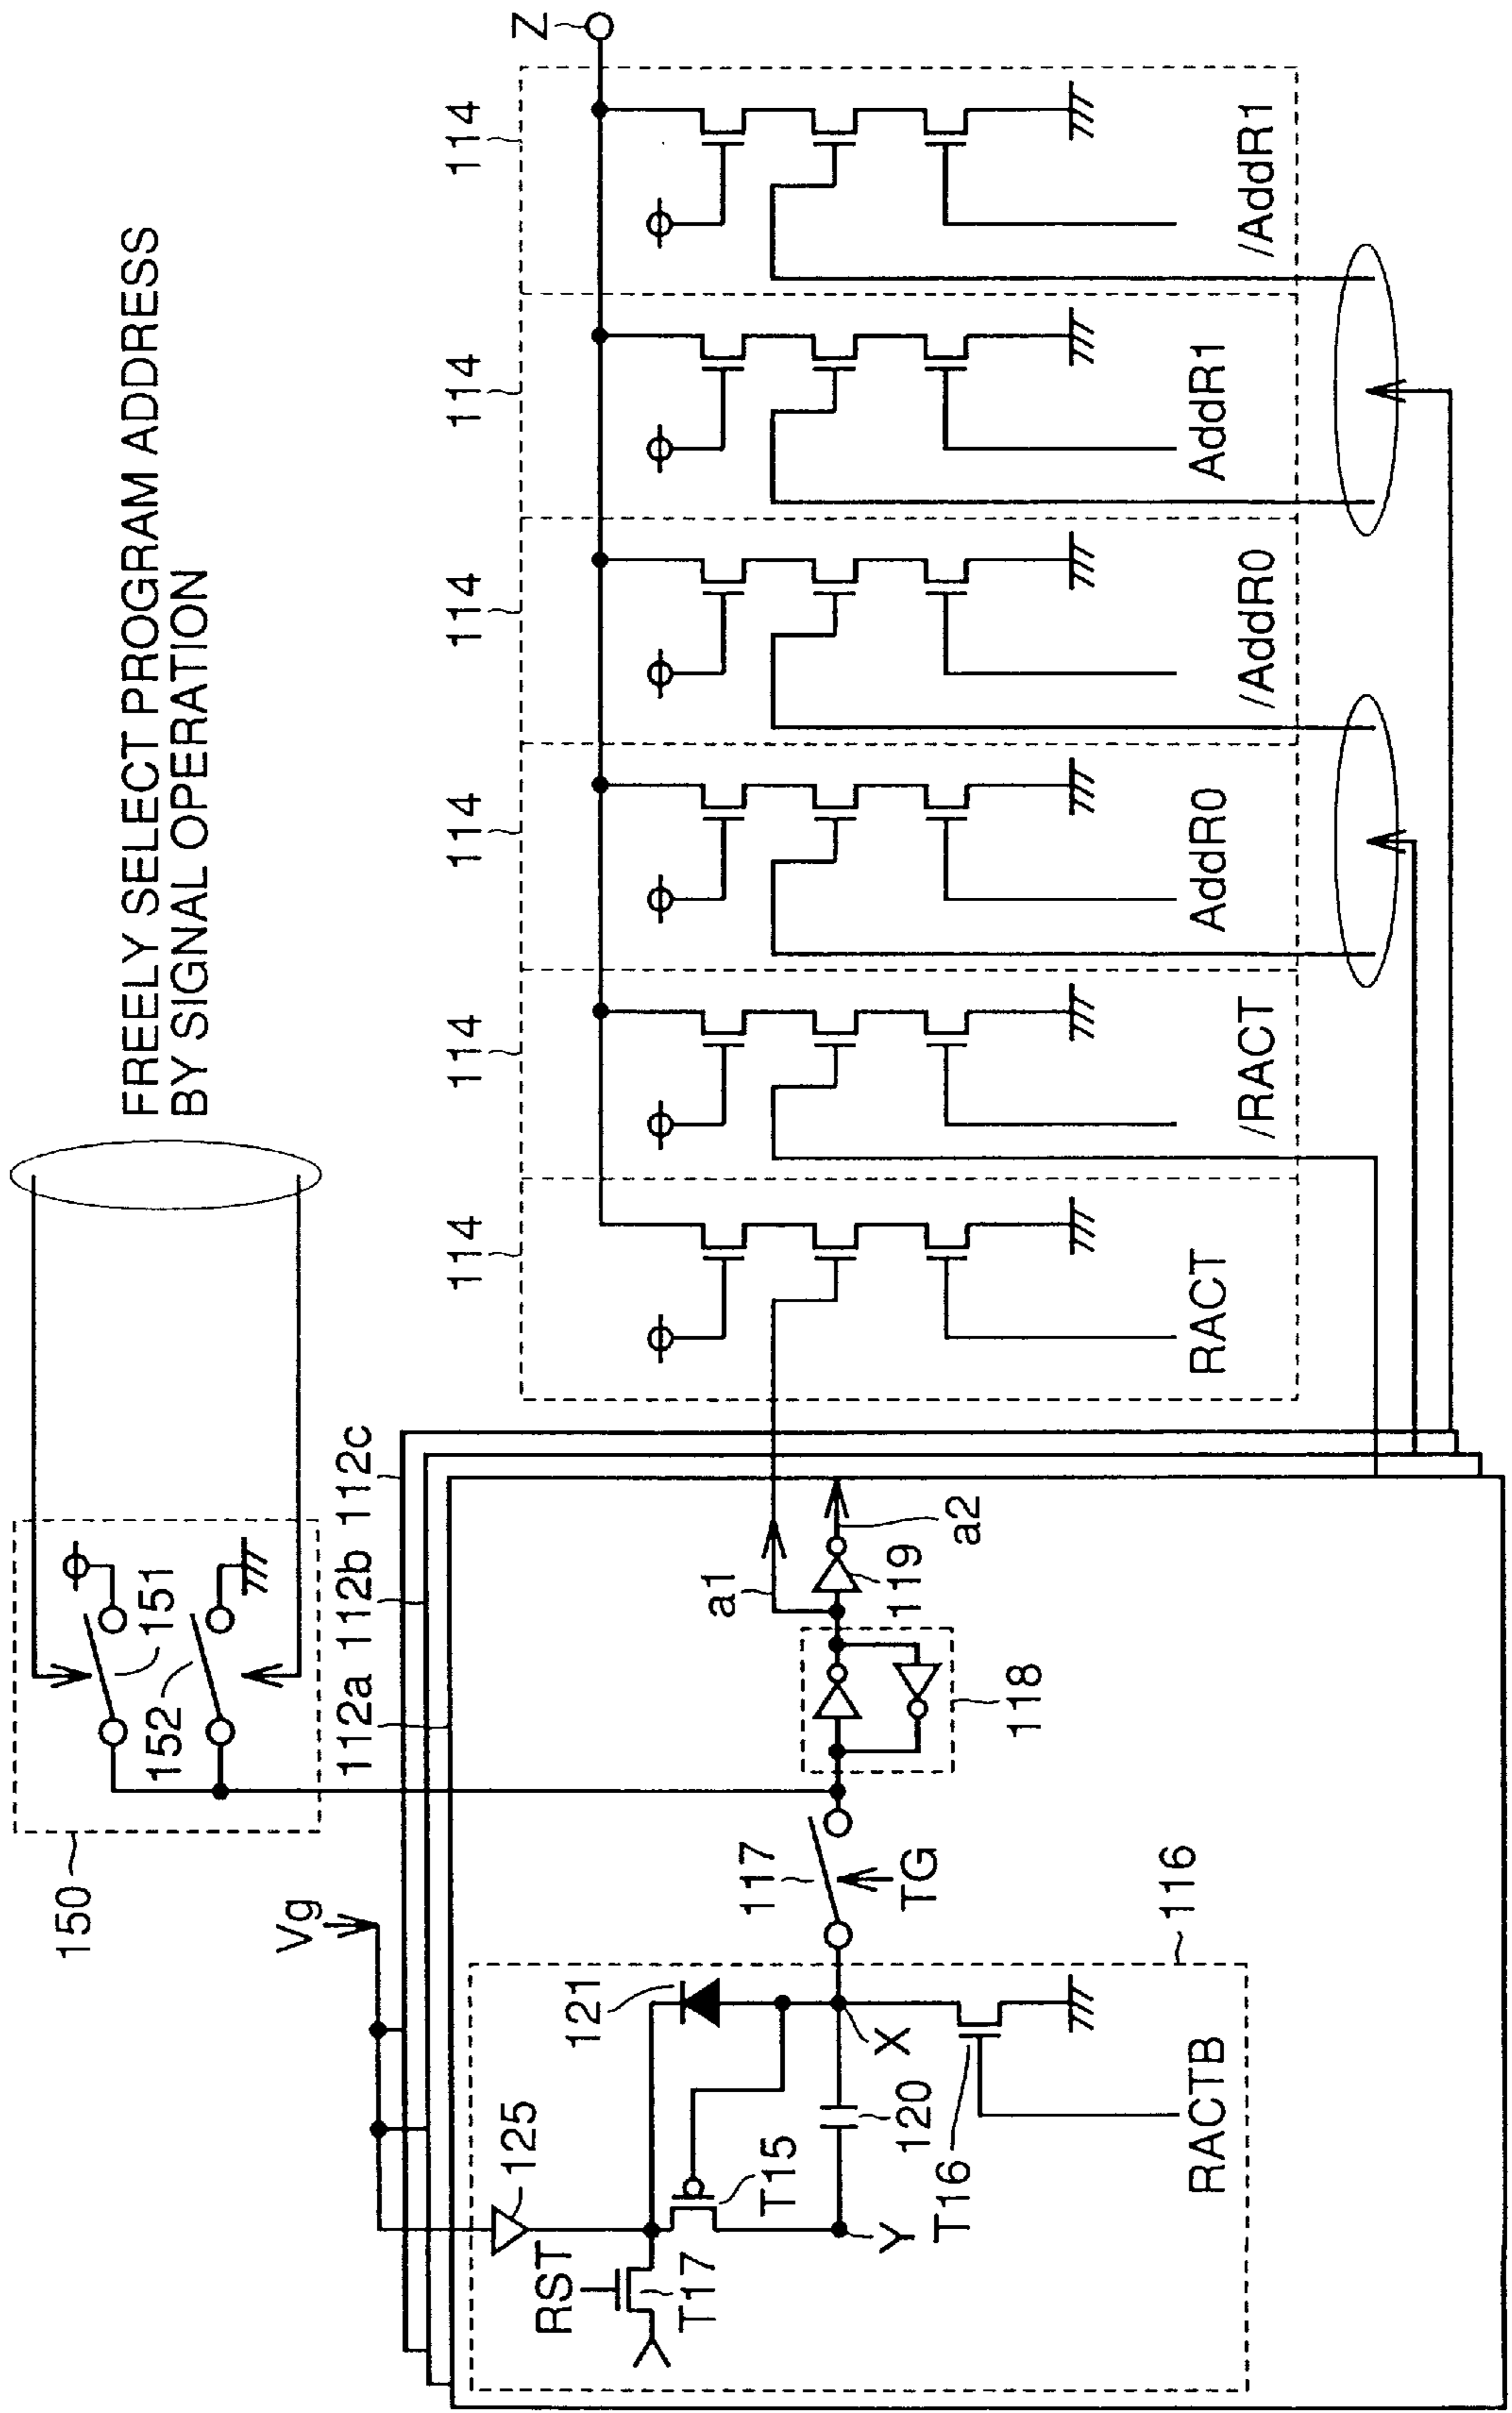 FREELY SELECT PROGRAM ADDRESS
BY SIGNAL OPERATION
150
151
152
Vg
112a
112b
112c
114
114
114
114
114
114
Z
125
RST
T17
121
T15
120
Y
X
T16
RACTB
116
117
TG
118
119
a1
a2
RACT
/RACT
AddR0
/AddR0
AddR1
/AddR1